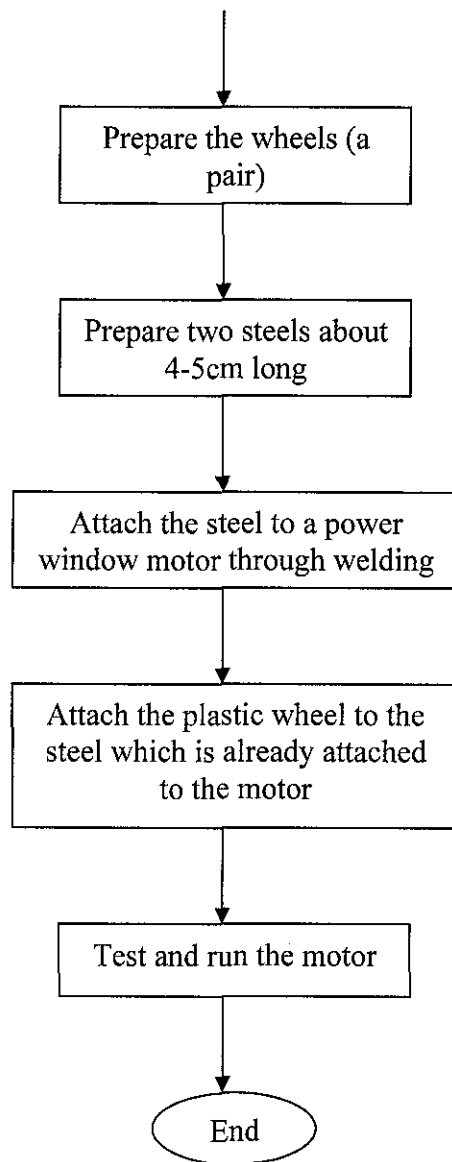 Prepare the wheels (a
pair)
Prepare two steels about
4-5cm long
Attach the steel to a power
window motor through welding
Attach the plastic wheel to the
steel which is already attached
to the motor
Test and run the motor
End